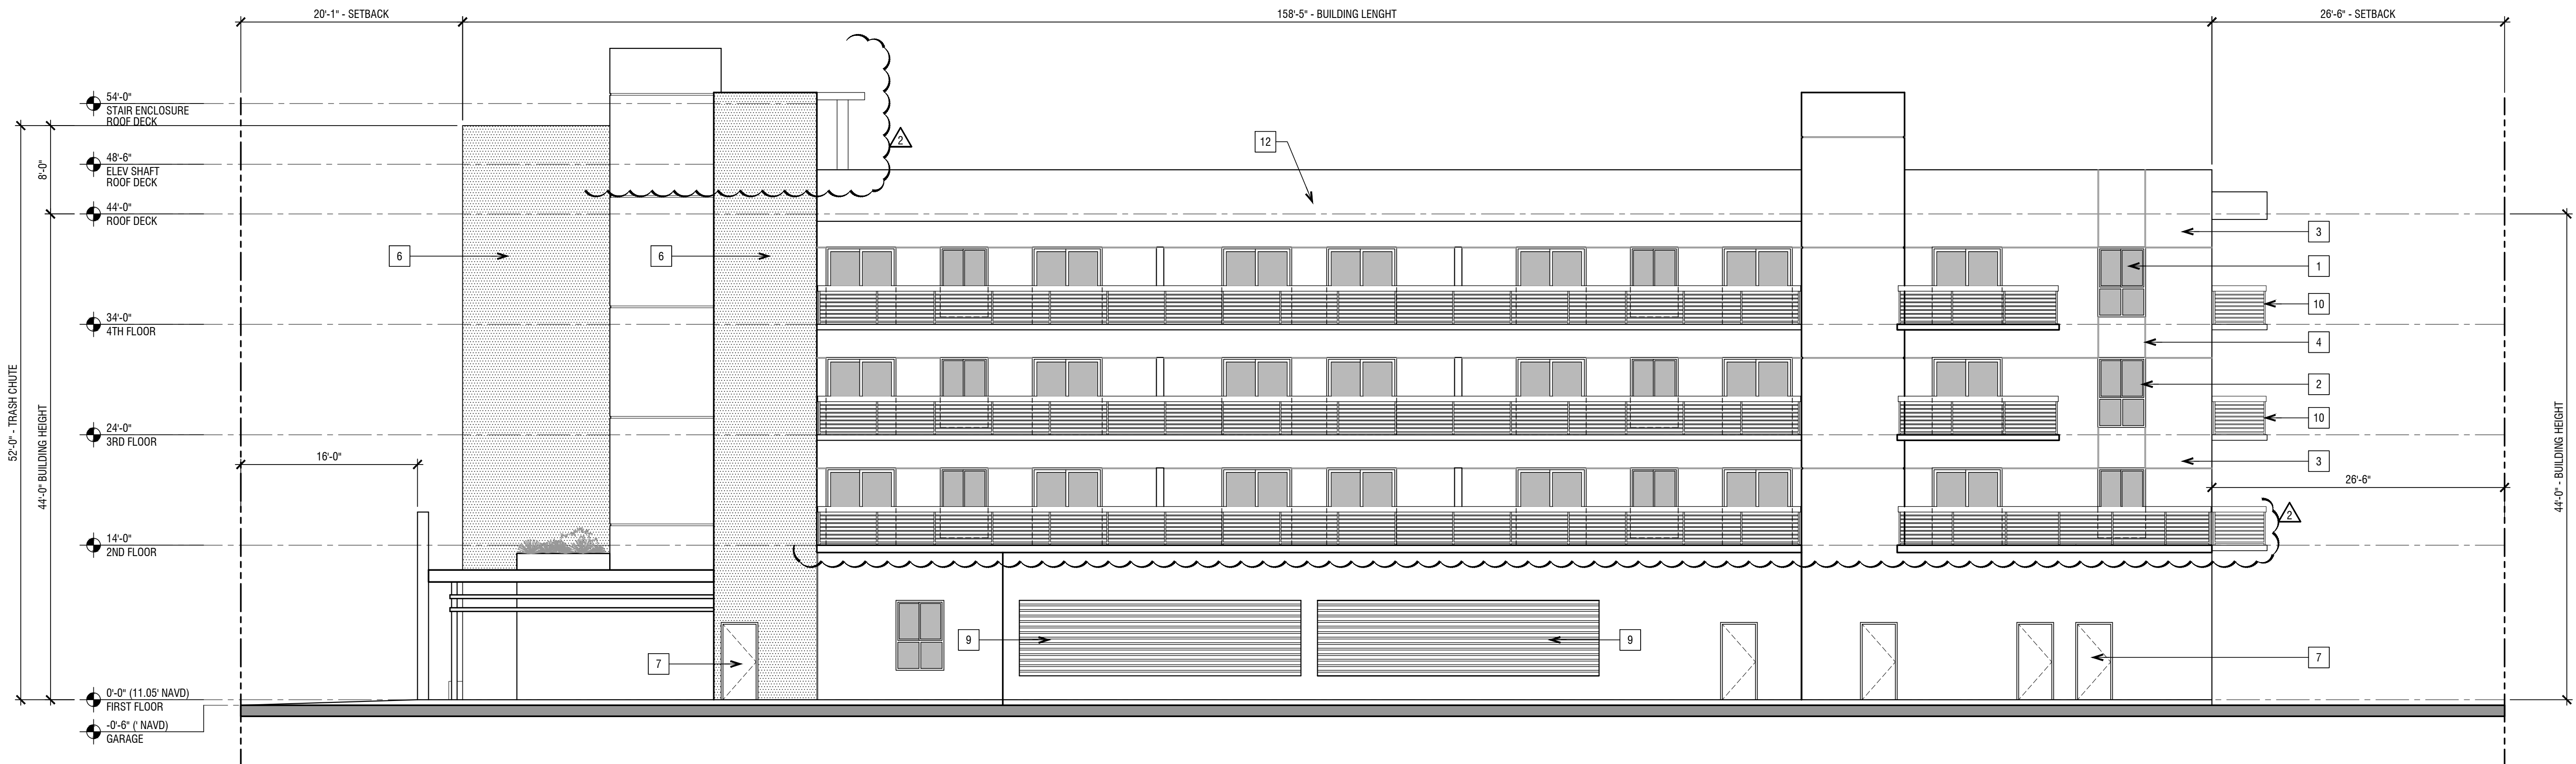 20'-1" - SETBACK
158'-5" - BUILDING LENGHT
26'-6" - SETBACK
54'-0"
STAIR ENCLOSURE
ROOF DECK
2
12
48'-6"
ELEV SHAFT
ROOF DECK
8'-0"
44'-0"
ROOF DECK
3
6
6
1
10
34'-0"
4TH FLOOR
4
2
52'-0" - TRASH CHUTE
44'-0" BUILDING HEIGHT
10
24'-0"
3RD FLOOR
44'-0" - BUILDING HEIGHT
16'-0"
3
26'-6"
2
14'-0"
2ND FLOOR
9
9
7
7
0'-0" (11.05' NAVD)
FIRST FLOOR
-0'-6" (' NAVD)
GARAGE